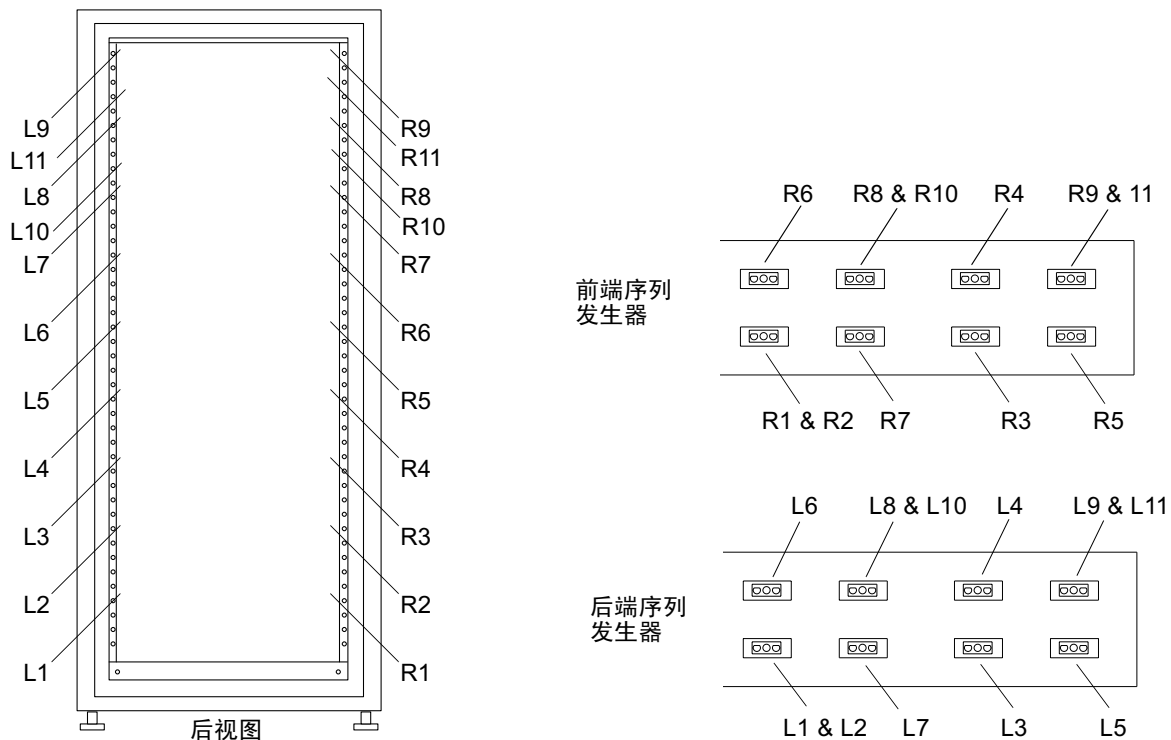 L9
L11
L8
L10
L7
L6
L5
L4
L3
L2
L1
R9
R11
R8
R10
R7
R6
R5
R4
R3
R2
R1
后视图
R6 R8 & R10 R4 R9 & 11
前端序列
发生器
R1 & R2 R7 R3 R5
L6 L8 & L10 L4 L9 & L11
后端序列
发生器
L1 & L2 L7 L3 L5